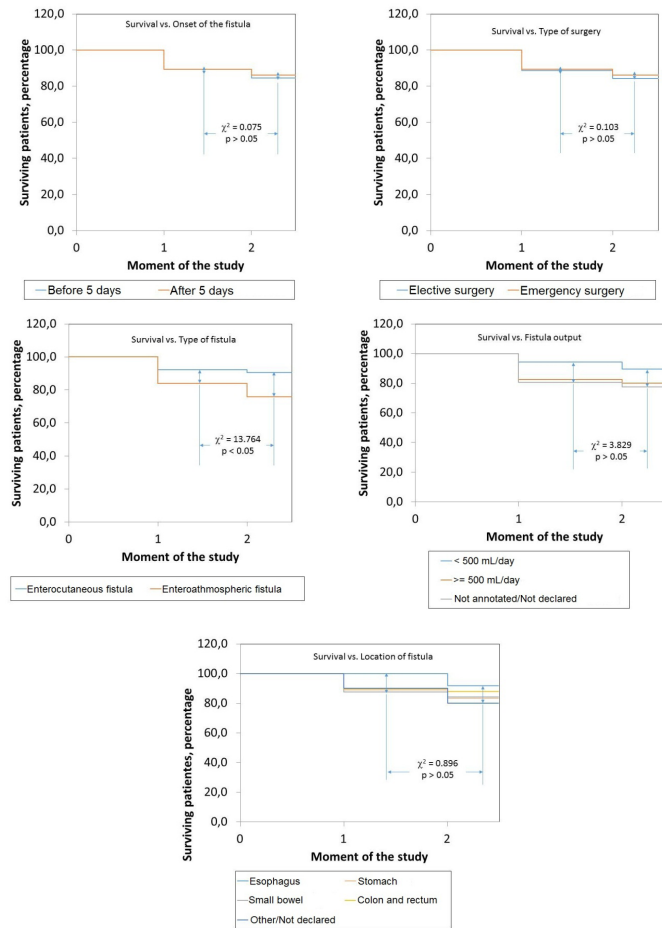 Survival vs. Onset of the fistula
120,0
100,0
80,0
60,0
40,0
20,0
0,0
Surviving patients, percentage
χ² = 0.075
p > 0.05
0 1 2
Moment of the study
Before 5 days After 5 days
Survival vs. Type of surgery
120,0
100,0
80,0
60,0
40,0
20,0
0,0
Surviving patients, percentage
χ² = 0.103
p > 0.05
0 1 2
Moment of the study
Elective surgery Emergency surgery
Survival vs. Type of fistula
120,0
100,0
80,0
60,0
40,0
20,0
0,0
Surviving patients, percentage
χ² = 13.764
p < 0.05
0 1 2
Moment of the study
Enterocutaneous fistula Enteroathmospheric fistula
Survival vs. Fistula output
120,0
100,0
80,0
60,0
40,0
20,0
0,0
Surviving patients, percentage
χ² = 3.829
p > 0.05
0 1 2
Moment of the study
< 500 mL/day
>= 500 mL/day
Not annotated/Not declared
Survival vs. Location of fistula
120,0
100,0
80,0
60,0
40,0
20,0
0,0
Surviving patientes, percentage
χ² = 0.896
p > 0.05
0 1 2
Moment of the study
Esophagus Stomach
Small bowel Colon and rectum
Other/Not declared